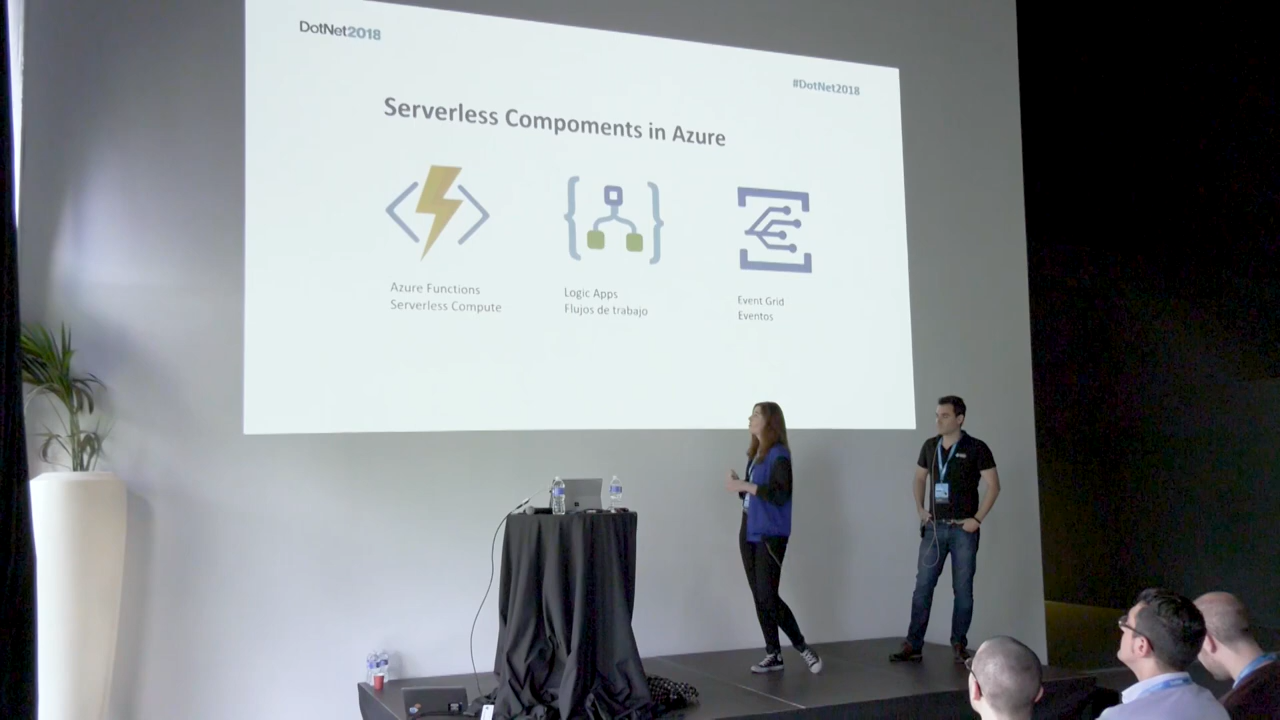 DotNet2018
#DotNet2018
Serverless Compoments in Azure
Azure Functions
Serverless Compute
Logic Apps
Flujos de trabajo
Event Grid
Eventos